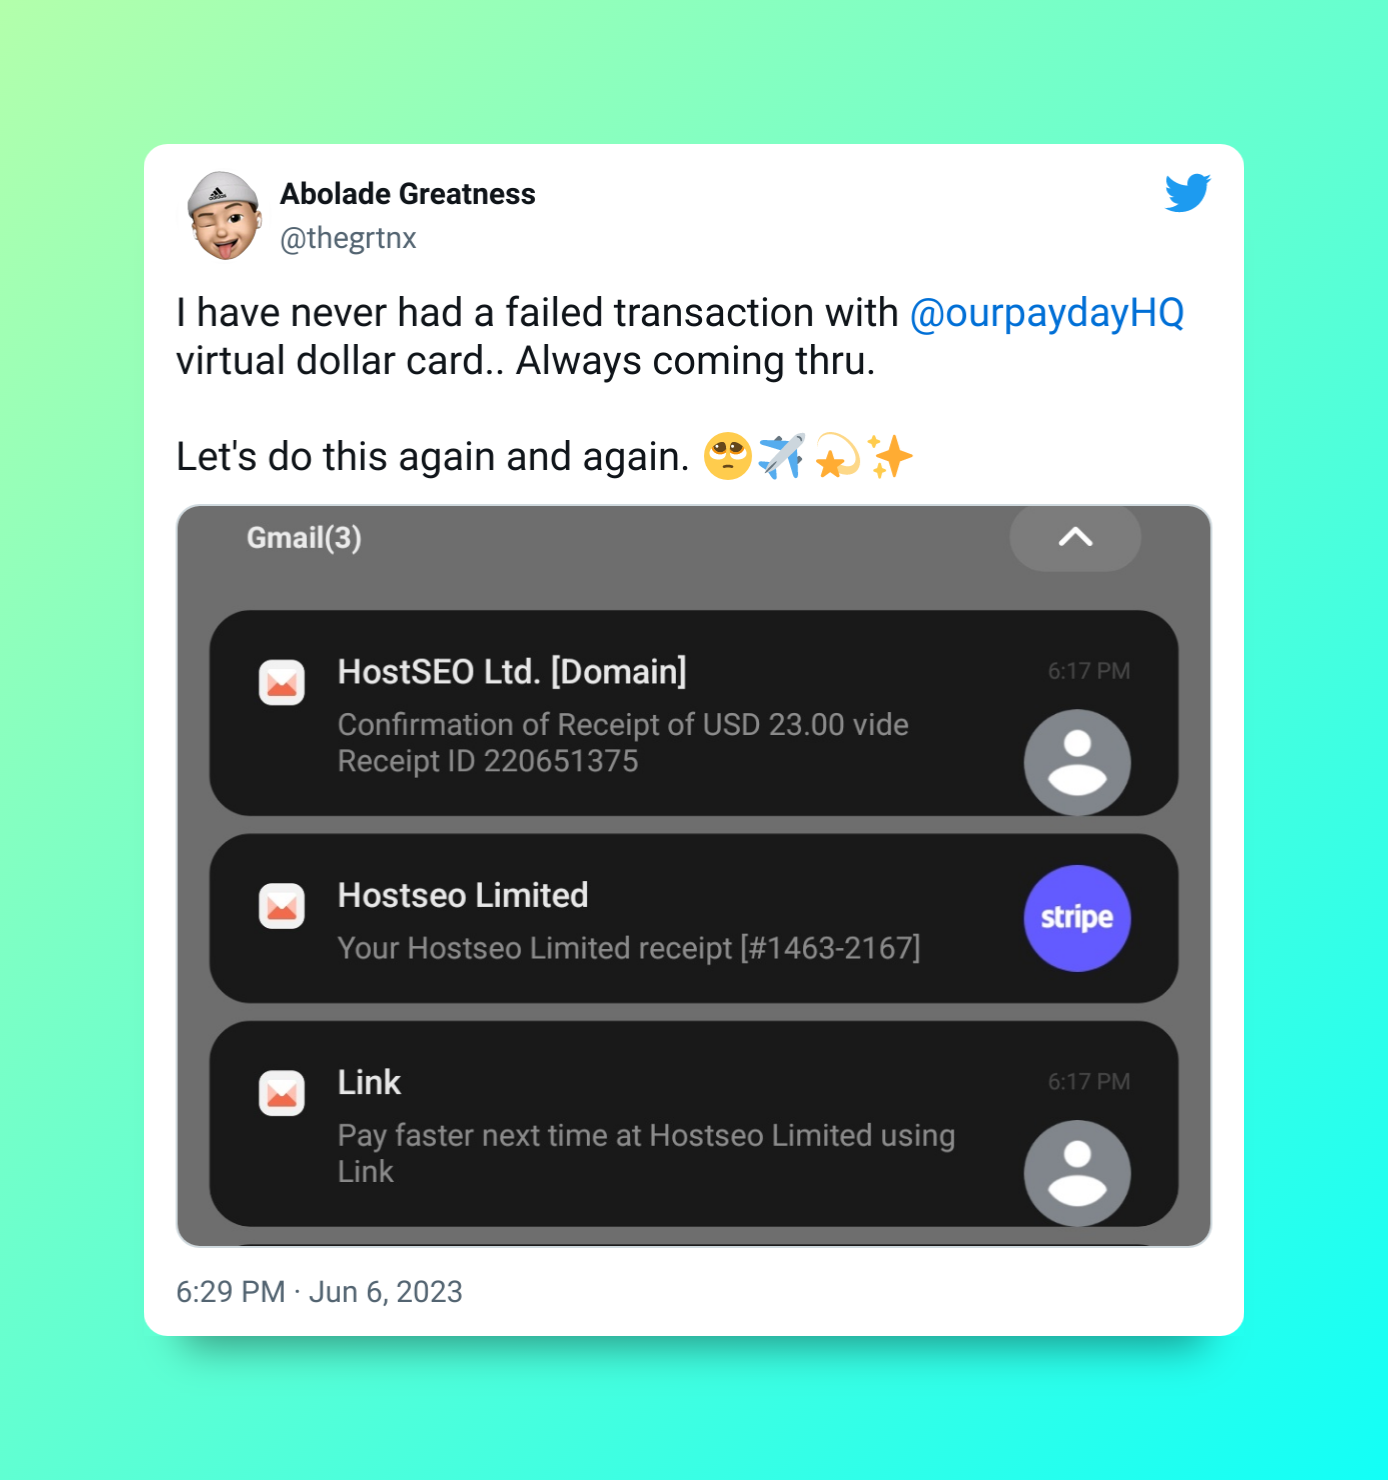 Abolade Greatness
@thegrtnx
I have never had a failed transaction with @ourpaydayHQ
virtual dollar card.. Always coming thru.
Let's do this again and again. 🥺✈️💫✨
Gmail(3)
HostSEO Ltd. [Domain]
6:17 PM
Confirmation of Receipt of USD 23.00 vide
Receipt ID 220651375
Hostseo Limited
stripe
Your Hostseo Limited receipt [#1463-2167]
Link
6:17 PM
Pay faster next time at Hostseo Limited using
Link
6:29 PM · Jun 6, 2023